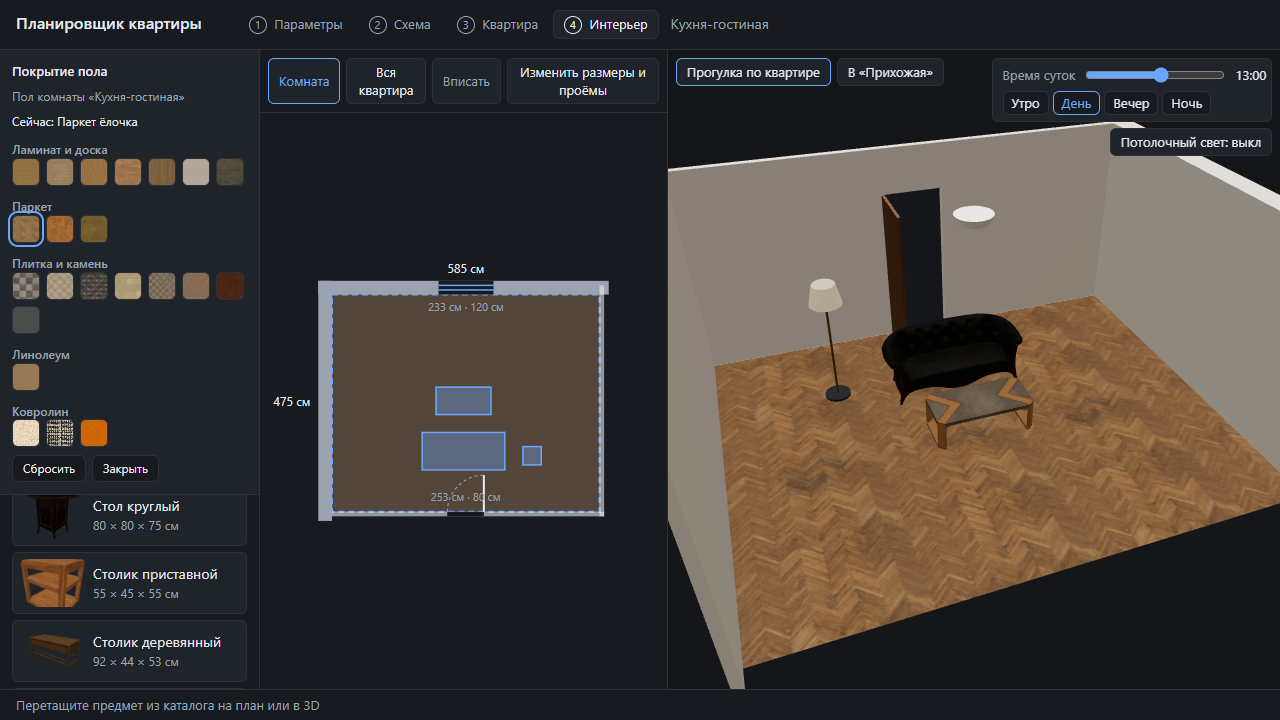 Планировщик квартиры
1 Параметры
2 Схема
3 Квартира
4 Интерьер
Кухня-гостиная
Покрытие пола
Пол комнаты «Кухня-гостиная»
Сейчас: Паркет ёлочка
Ламинат и доска
Паркет
Плитка и камень
Линолеум
Ковролин
Сбросить
Закрыть
Стол круглый
80 × 80 × 75 см
Столик приставной
55 × 45 × 55 см
Столик деревянный
92 × 44 × 53 см
Комната
Вся
квартира
Вписать
Изменить размеры и
проёмы
585 см
233 см · 120 см
475 см
253 см · 80 см
Прогулка по квартире
В «Прихожая»
Время суток
13:00
Утро
День
Вечер
Ночь
Потолочный свет: выкл
Перетащите предмет из каталога на план или в 3D